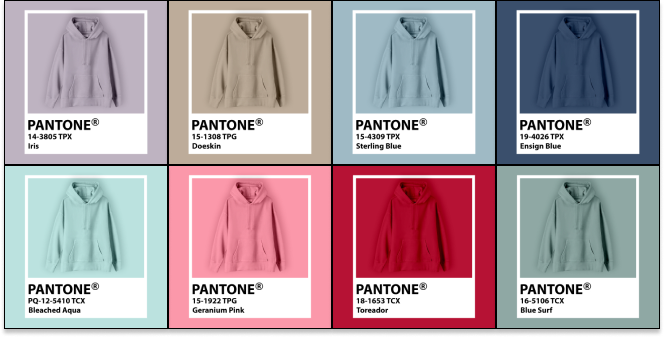 PANTONE®
14-3805 TPX
Iris
PANTONE®
15-1308 TPG
Doeskin
PANTONE®
15-4309 TPX
Sterling Blue
PANTONE®
19-4026 TPX
Ensign Blue
PANTONE®
PQ-12-5410 TCX
Bleached Aqua
PANTONE®
15-1922 TPG
Geranium Pink
PANTONE®
18-1653 TCX
Toreador
PANTONE®
16-5106 TCX
Blue Surf